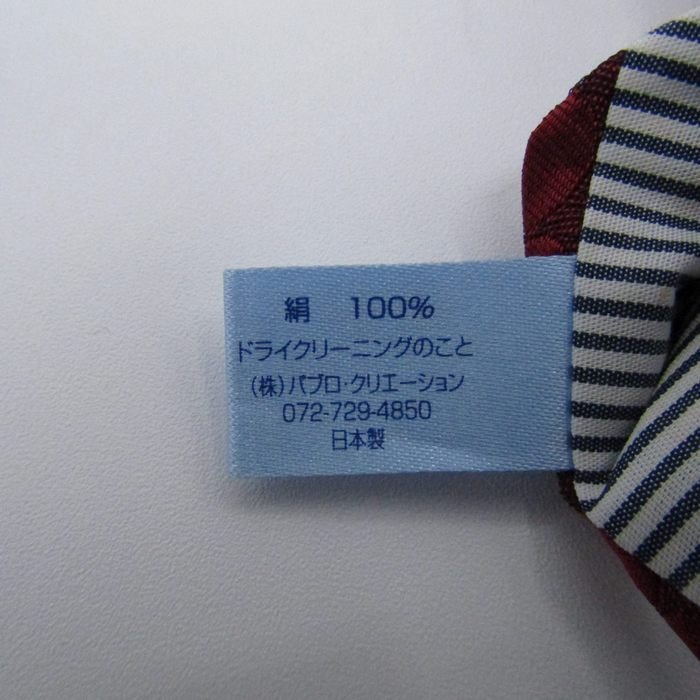 絹 100%
ドライクリーニングのこと
(株)パブロ・クリエーション
072-729-4850
日本製